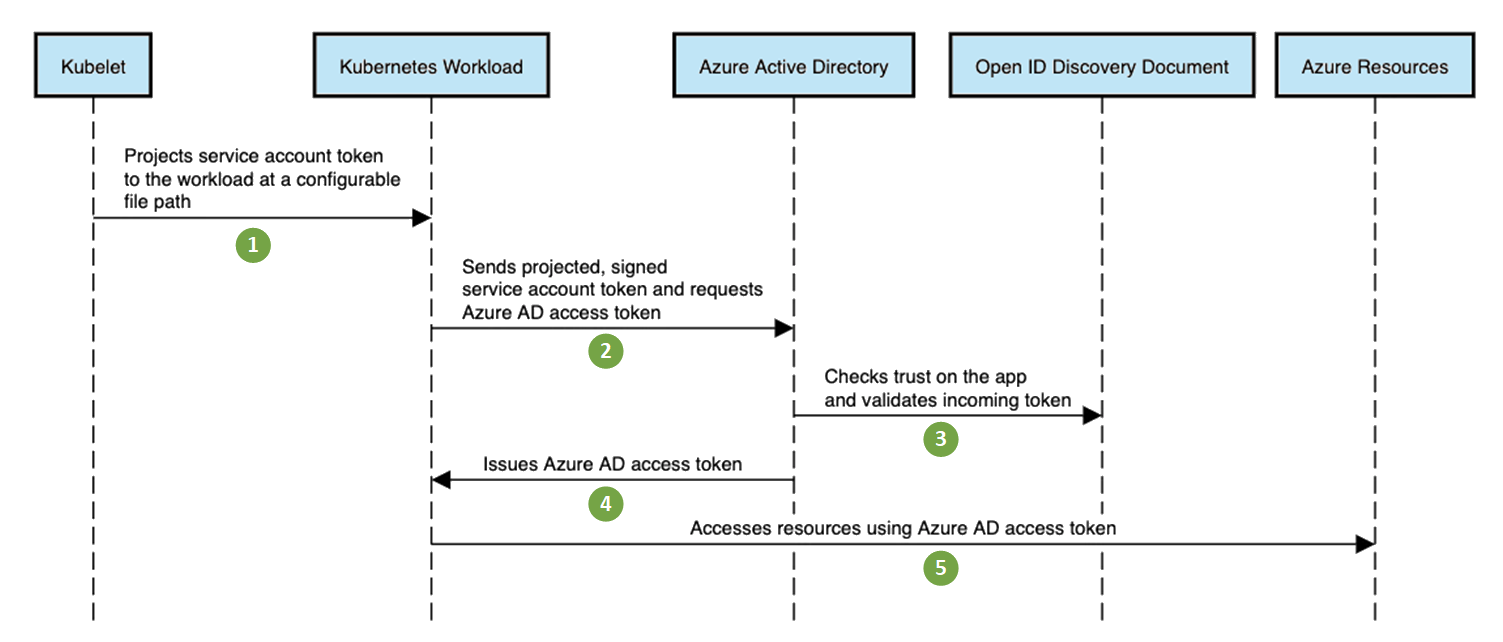 Kubelet
Kubernetes Workload
Azure Active Directory
Open ID Discovery Document
Azure Resources
Projects service account token
to the workload at a configurable
file path
1
Sends projected, signed
service account token and requests
Azure AD access token
2
Checks trust on the app
and validates incoming token
3
Issues Azure AD access token
4
Accesses resources using Azure AD access token
5